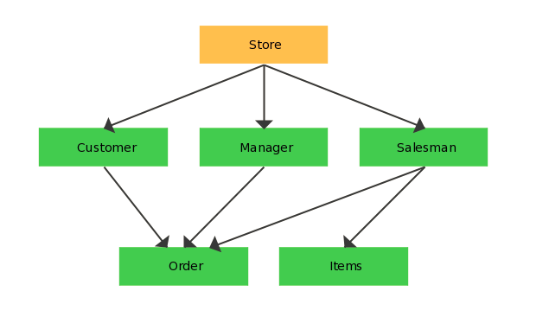 Store
Customer
Manager
Salesman
Order
Items